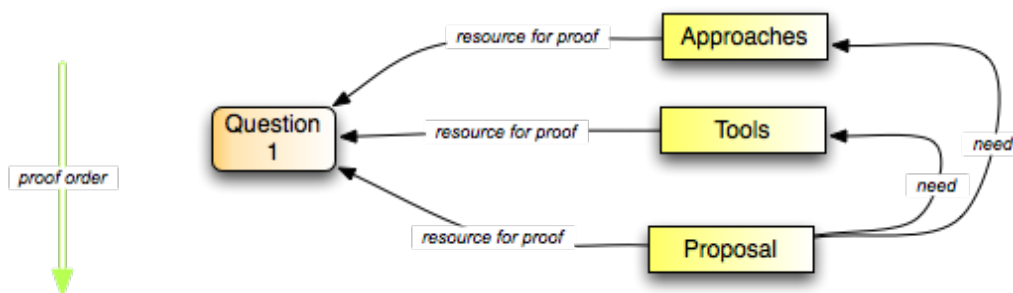 resource for proof
Approaches
Question
1
resource for proof
Tools
need
proof order
need
resource for proof
Proposal